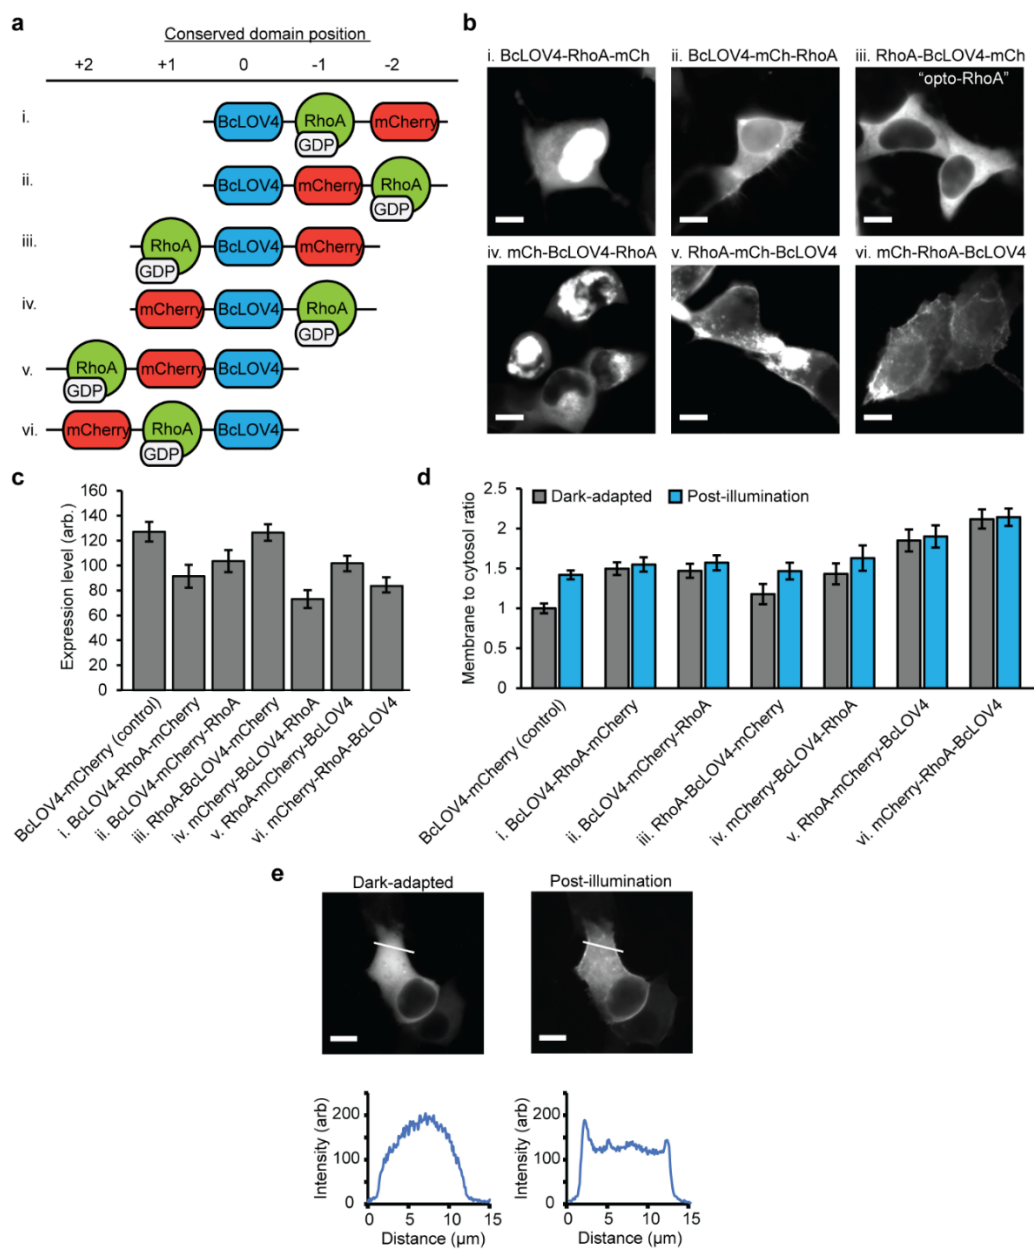 a
Conserved domain position
+2 +1 0 -1 -2
i. BcLOV4 RhoA GDP mCherry
ii. BcLOV4 mCherry RhoA GDP
iii. RhoA GDP BcLOV4 mCherry
iv. mCherry BcLOV4 RhoA GDP
v. RhoA GDP mCherry BcLOV4
vi. mCherry RhoA GDP BcLOV4
b
i. BcLOV4-RhoA-mCh
ii. BcLOV4-mCh-RhoA
iii. RhoA-BcLOV4-mCh
"opto-RhoA"
iv. mCh-BcLOV4-RhoA
v. RhoA-mCh-BcLOV4
vi. mCh-RhoA-BcLOV4
c
Expression level (arb.)
160
140
120
100
80
60
40
20
0
BcLOV4-mCherry (control)
i. BcLOV4-RhoA-mCherry
ii. BcLOV4-mCherry-RhoA
iii. RhoA-BcLOV4-mCherry
iv. mCherry-BcLOV4-RhoA
v. RhoA-mCherry-BcLOV4
vi. mCherry-RhoA-BcLOV4
d
Dark-adapted
Post-illumination
Membrane to cytosol ratio
2.5
2
1.5
1
0.5
0
BcLOV4-mCherry (control)
i. BcLOV4-RhoA-mCherry
ii. BcLOV4-mCherry-RhoA
iii. RhoA-BcLOV4-mCherry
iv. mCherry-BcLOV4-RhoA
v. RhoA-mCherry-BcLOV4
vi. mCherry-RhoA-BcLOV4
e
Dark-adapted
Post-illumination
Intensity (arb)
200
100
0
0 5 10 15
Distance (μm)
Intensity (arb)
200
100
0
0 5 10 15
Distance (μm)